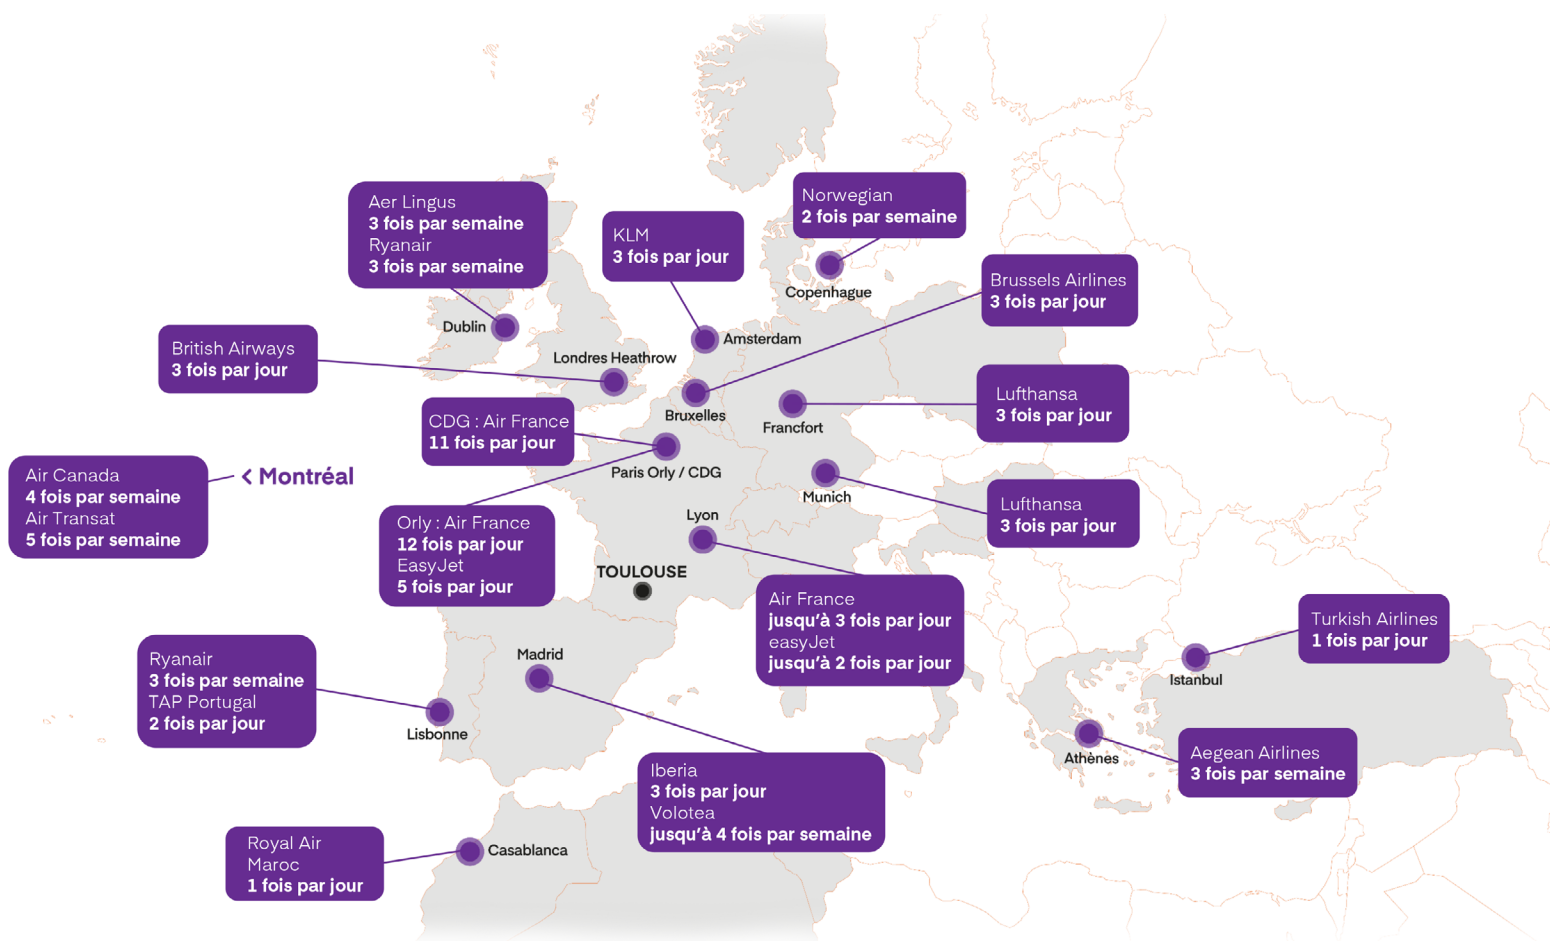 Norwegian
2 fois par semaine
Copenhague
Aer Lingus
3 fois par semaine
Ryanair
3 fois par semaine
Dublin
KLM
3 fois par jour
Amsterdam
Brussels Airlines
3 fois par jour
Bruxelles
British Airways
3 fois par jour
Londres Heathrow
Lufthansa
3 fois par jour
Francfort
CDG : Air France
11 fois par jour
Paris Orly / CDG
Air Canada
4 fois par semaine
Air Transat
5 fois par semaine
< Montréal
Lufthansa
3 fois par jour
Munich
Orly : Air France
12 fois par jour
EasyJet
5 fois par jour
Lyon
TOULOUSE
Air France
jusqu'à 3 fois par jour
easyJet
jusqu'à 2 fois par jour
Turkish Airlines
1 fois par jour
Istanbul
Ryanair
3 fois par semaine
TAP Portugal
2 fois par jour
Lisbonne
Madrid
Iberia
3 fois par jour
Volotea
jusqu'à 4 fois par semaine
Athènes
Aegean Airlines
3 fois par semaine
Royal Air
Maroc
1 fois par jour
Casablanca